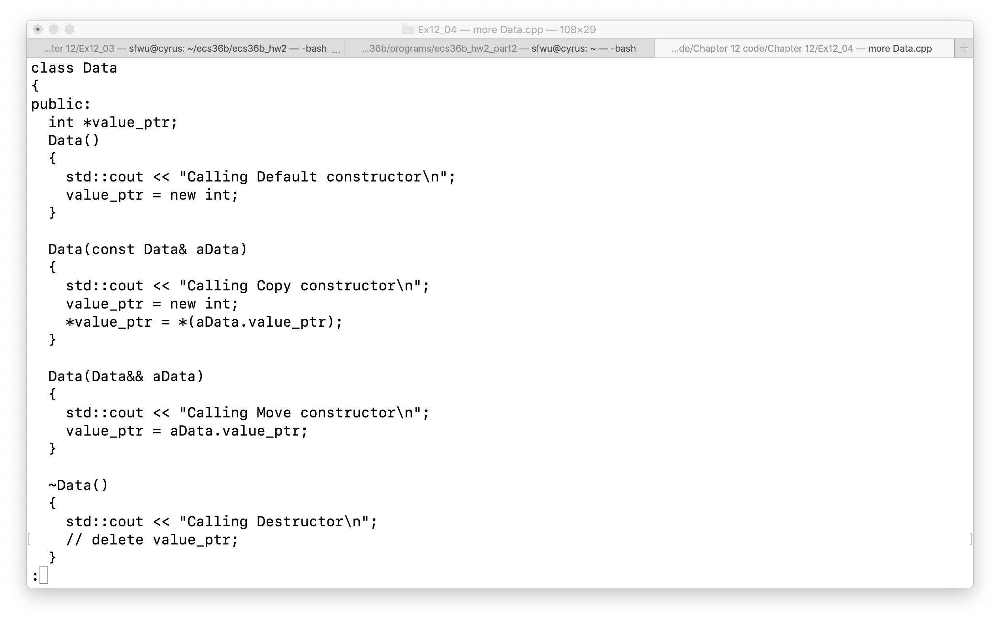 Ex12_04 — more Data.cpp — 108×29
...ter 12/Ex12_03 — sfwu@cyrus: ~/ecs36b/ecs36b_hw2 — -bash ...
...36b/programs/ecs36b_hw2_part2 — sfwu@cyrus: ~ — -bash
...de/Chapter 12 code/Chapter 12/Ex12_04 — more Data.cpp
+
class Data
{
public:
  int *value_ptr;
  Data()
  {
    std::cout << "Calling Default constructor\n";
    value_ptr = new int;
  }

  Data(const Data& aData)
  {
    std::cout << "Calling Copy constructor\n";
    value_ptr = new int;
    *value_ptr = *(aData.value_ptr);
  }

  Data(Data&& aData)
  {
    std::cout << "Calling Move constructor\n";
    value_ptr = aData.value_ptr;
  }

  ~Data()
  {
    std::cout << "Calling Destructor\n";
    // delete value_ptr;
  }
: